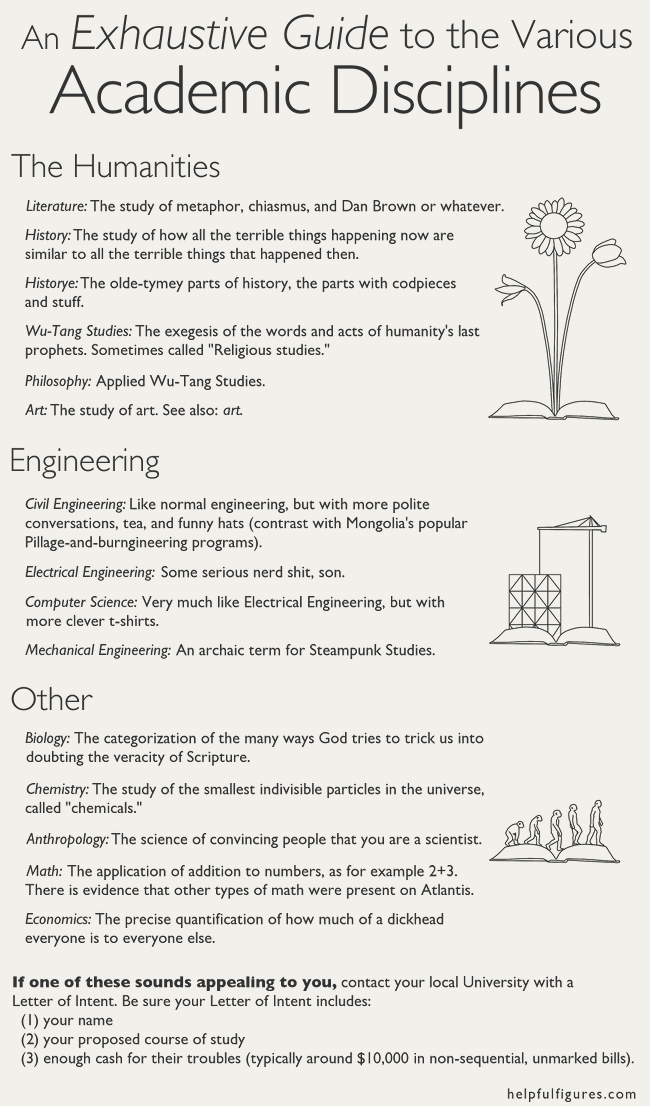 An Exhaustive Guide to the Various
Academic Disciplines
The Humanities
Literature: The study of metaphor, chiasmus, and Dan Brown or whatever.
History: The study of how all the terrible things happening now are
similar to all the terrible things that happened then.
Historye: The olde-tymey parts of history, the parts with codpieces
and stuff.
Wu-Tang Studies: The exegesis of the words and acts of humanity's last
prophets. Sometimes called "Religious studies."
Philosophy: Applied Wu-Tang Studies.
Art: The study of art. See also: art.
Engineering
Civil Engineering: Like normal engineering, but with more polite
conversations, tea, and funny hats (contrast with Mongolia's popular
Pillage-and-burngineering programs).
Electrical Engineering: Some serious nerd shit, son.
Computer Science: Very much like Electrical Engineering, but with
more clever t-shirts.
Mechanical Engineering: An archaic term for Steampunk Studies.
Other
Biology: The categorization of the many ways God tries to trick us into
doubting the veracity of Scripture.
Chemistry: The study of the smallest indivisible particles in the universe,
called "chemicals."
Anthropology: The science of convincing people that you are a scientist.
Math: The application of addition to numbers, as for example 2+3.
There is evidence that other types of math were present on Atlantis.
Economics: The precise quantification of how much of a dickhead
everyone is to everyone else.
If one of these sounds appealing to you, contact your local University with a
Letter of Intent. Be sure your Letter of Intent includes:
(1) your name
(2) your proposed course of study
(3) enough cash for their troubles (typically around $10,000 in non-sequential, unmarked bills).
helpfulfigures.com